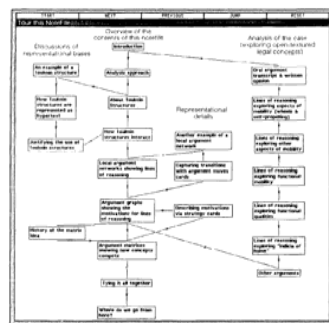 START NEXT PREVIOUS JUMP RESET
Tour this NoteFile
Overview of the
contents of this notefile
Discussions of
representational bases
Analysis of the case
exploring open-textured
legal concepts
Introduction
An example of a
Toulmin structure
Analysis approach
Oral argument
transcript & written opinion
How Toulmin
structures are
represented as
hypertext
About Toulmin
structures
Lines of reasoning
exploring
aspects of
mobility
Representational
details
Justifying the use of
Toulmin structures
How Toulmin
structures interact
Another example of a
local argument
network
Lines of reasoning
exploring other
aspects of mobility
Local argument
networks showing lines
of reasoning
Capturing transitions
with argument moves
cards
Lines of reasoning
exploring functional
mobility
Argument graphs
showing the
motivations for lines
of reasoning
Describing motivations
via strategy cards
Lines of reasoning
exploring functional
History of the matrix
idea
Argument matrices
showing how concepts
compete
Lines of reasoning
exploring "indicia of
home"
Tying it all together
Other arguments
Where do we go from
here?